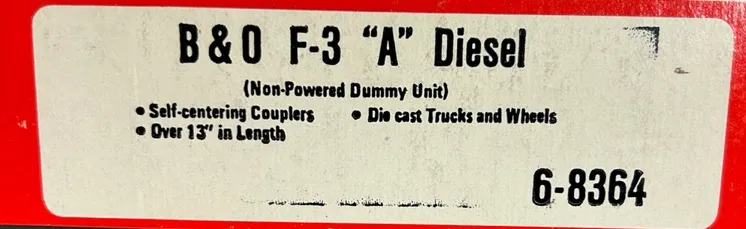 B & O F-3 “A” Diesel
(Non-Powered Dummy Unit)
• Self-centering Couplers • Die cast Trucks and Wheels
• Over 13″ in Length
6-8364